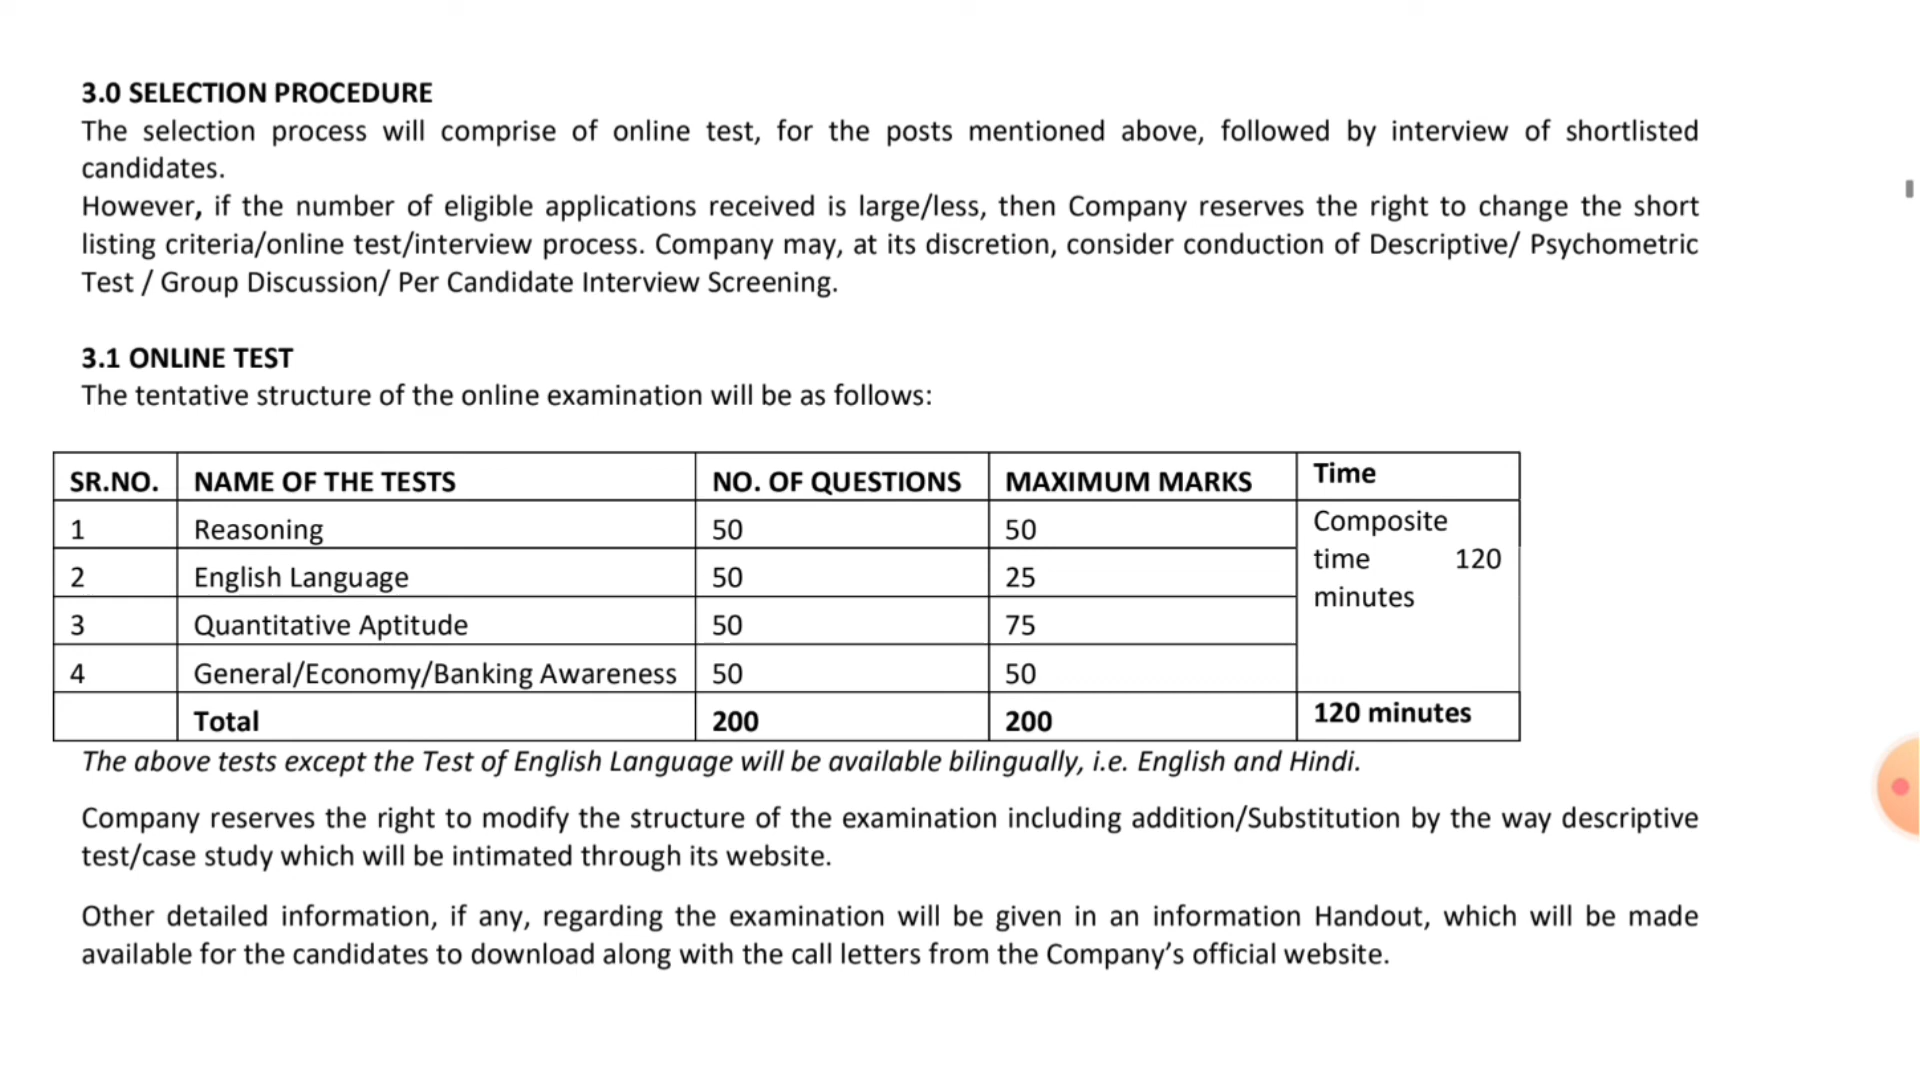 3.0 SELECTION PROCEDURE
The selection process will comprise of online test, for the posts mentioned above, followed by interview of shortlisted
candidates.
However, if the number of eligible applications received is large/less, then Company reserves the right to change the short
listing criteria/online test/interview process. Company may, at its discretion, consider conduction of Descriptive/ Psychometric
Test / Group Discussion/ Per Candidate Interview Screening.
3.1 ONLINE TEST
The tentative structure of the online examination will be as follows:
SR.NO. NAME OF THE TESTS NO. OF QUESTIONS MAXIMUM MARKS Time
1 Reasoning 50 50 Composite
2 English Language 50 25 time 120
3 Quantitative Aptitude 50 75 minutes
4 General/Economy/Banking Awareness 50 50
Total 200 200 120 minutes
The above tests except the Test of English Language will be available bilingually, i.e. English and Hindi.
Company reserves the right to modify the structure of the examination including addition/Substitution by the way descriptive
test/case study which will be intimated through its website.
Other detailed information, if any, regarding the examination will be given in an information Handout, which will be made
available for the candidates to download along with the call letters from the Company’s official website.